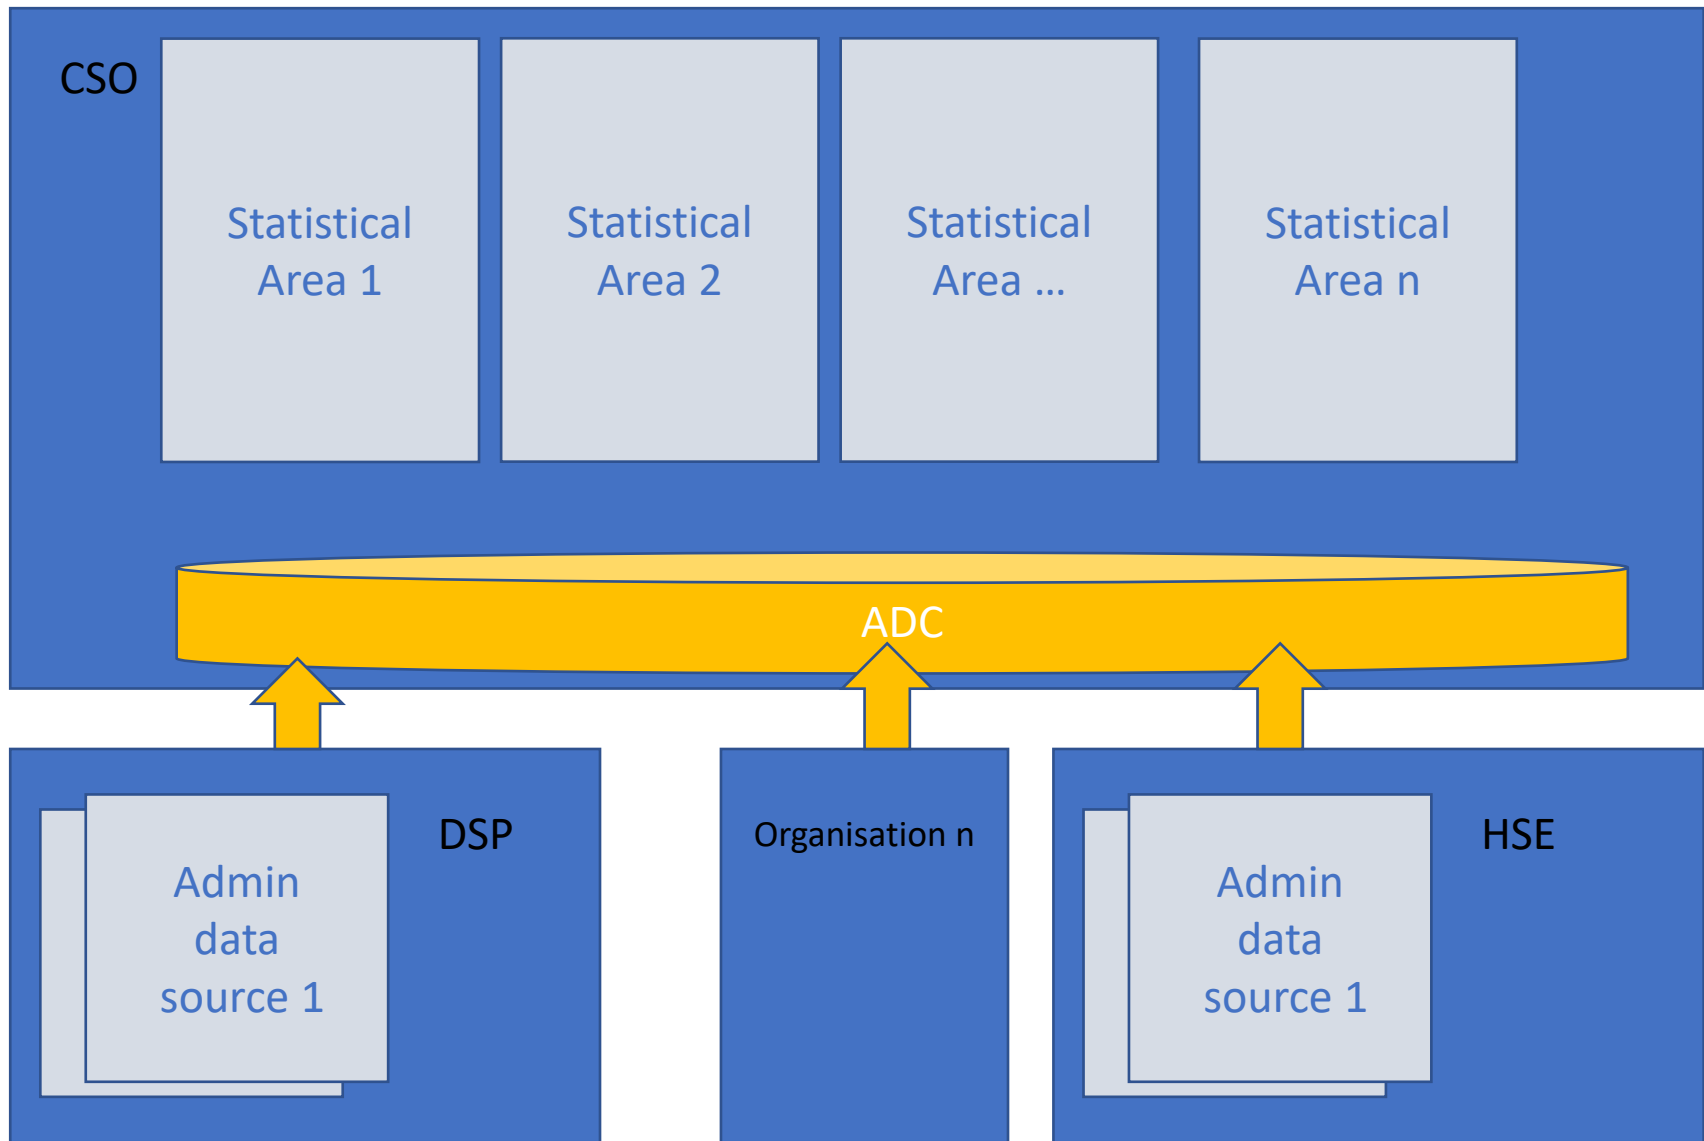 CSO
Statistical
Area 1
Statistical
Area 2
Statistical
Area ...
Statistical
Area n
ADC
DSP
Admin
data
source 1
Organisation n
HSE
Admin
data
source 1